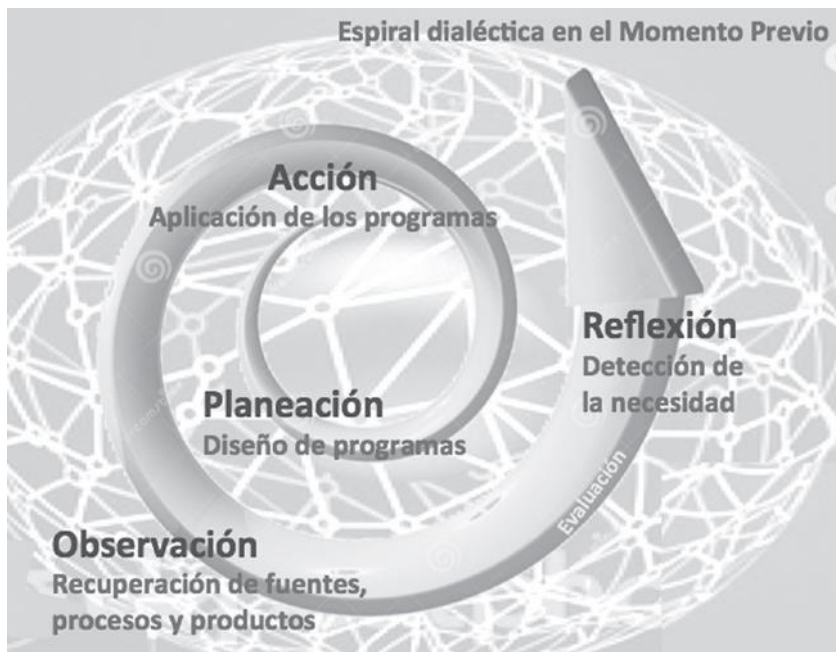 Espiral dialéctica en el Momento Previo
Acción
Aplicación de los programas
Reflexión
Detección de
la necesidad
Planeación
Diseño de programas
Evaluación
Observación
Recuperación de fuentes,
procesos y productos